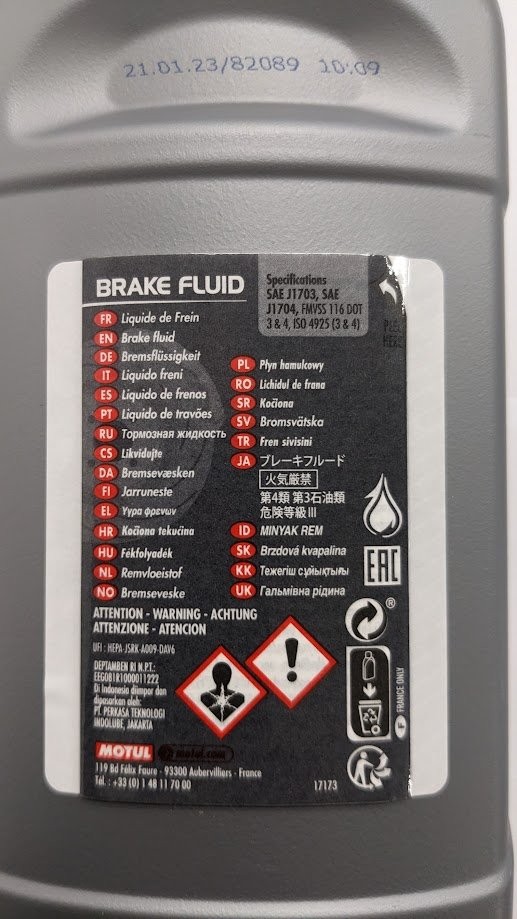 21.01.23/82089 10:09
BRAKE FLUID
Specifications
SAE J1703, SAE
J1704, FMVSS 116 DOT
3 & 4, ISO 4925 (3 & 4)
FR Liquide de Frein
EN Brake fluid
DE Bremsflüssigkeit
IT Liquido freni
ES Liquido de frenos
PT Liquido de travões
RU Тормозная жидкость
CS Likvidujte
DA Bremsevæsken
FI Jarruneste
EL Υγρα φρενων
HR Kočiona tekućina
HU Fékfolyadék
NL Remvloeistof
NO Bremseveske
PL Płyn hamulcowy
RO Lichidul de frana
SR Kočiona
SV Bromsvätska
TR Fren sivisini
JA ブレーキフルード
火気厳禁
第4類 第3石油類
危険等級III
ID MINYAK REM
SK Brzdová kvapalina
KK Тежегіш сұйықтығы
UK Гальмівна рідина
ATTENTION - WARNING - ACHTUNG
ATTENZIONE - ATENCION
UFI : HEPA-JSRK-A009-DAV6
DEPTAMBEN RI N.P.T.:
EEG081R1000011222
Di Indonesia diimpor dan
dipasarkan oleh:
PT. PERKASA TEKNOLOGI
INDOLUBE, JAKARTA
MOTUL motul.com
119 Bd Félix Faure - 93300 Aubervilliers - France
Tél. : +33 (0) 1 48 11 70 00
17173
EAC
®
F FRANCE ONLY